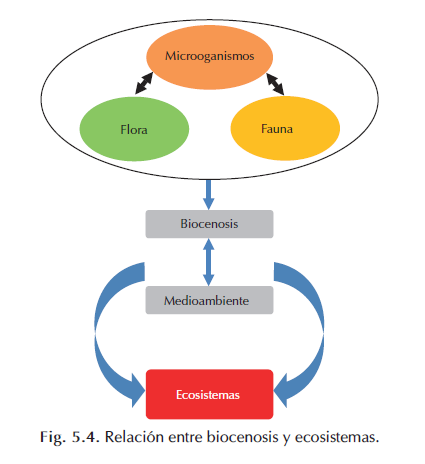 Microoganismos
Flora
Fauna
Biocenosis
Medioambiente
Ecosistemas
Fig. 5.4. Relación entre biocenosis y ecosistemas.